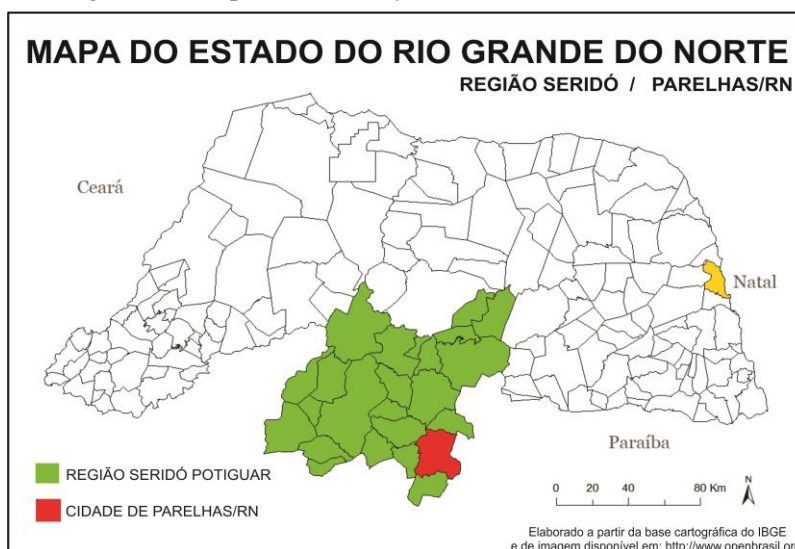 MAPA DO ESTADO DO RIO GRANDE DO NORTE
REGIÃO SERIDÓ / PARELHAS/RN
Ceará
Natal
Paraíba
REGIÃO SERIDÓ POTIGUAR
CIDADE DE PARELHAS/RN
0 20 40 80 Km
N
Elaborado a partir da base cartográfica do IBGE
e de imagem disponível em: http://www.openbrasil.org